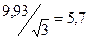 9,93/√3 = 5,7